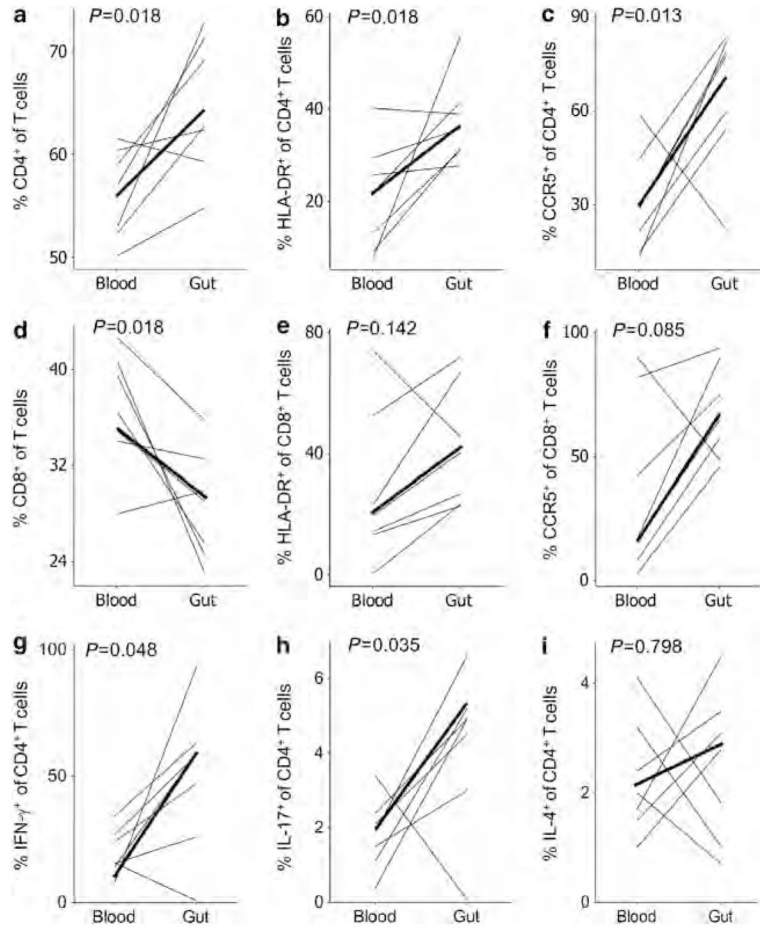 a
P=0.018
% CD4⁺ of T cells
70
60
50
Blood
Gut
b
P=0.018
% HLA-DR⁺ of CD4⁺ T cells
60
40
20
Blood
Gut
c
P=0.013
% CCR5⁺ of CD4⁺ T cells
90
60
30
Blood
Gut
d
P=0.018
% CD8⁺ of T cells
40
32
24
Blood
Gut
e
P=0.142
% HLA-DR⁺ of CD8⁺ T cells
80
40
0
Blood
Gut
f
P=0.085
% CCR5⁺ of CD8⁺ T cells
100
50
0
Blood
Gut
g
P=0.048
% IFN-γ⁺ of CD4⁺ T cells
100
50
0
Blood
Gut
h
P=0.035
% IL-17⁺ of CD4⁺ T cells
6
4
2
0
Blood
Gut
i
P=0.798
% IL-4⁺ of CD4⁺ T cells
4
2
0
Blood
Gut